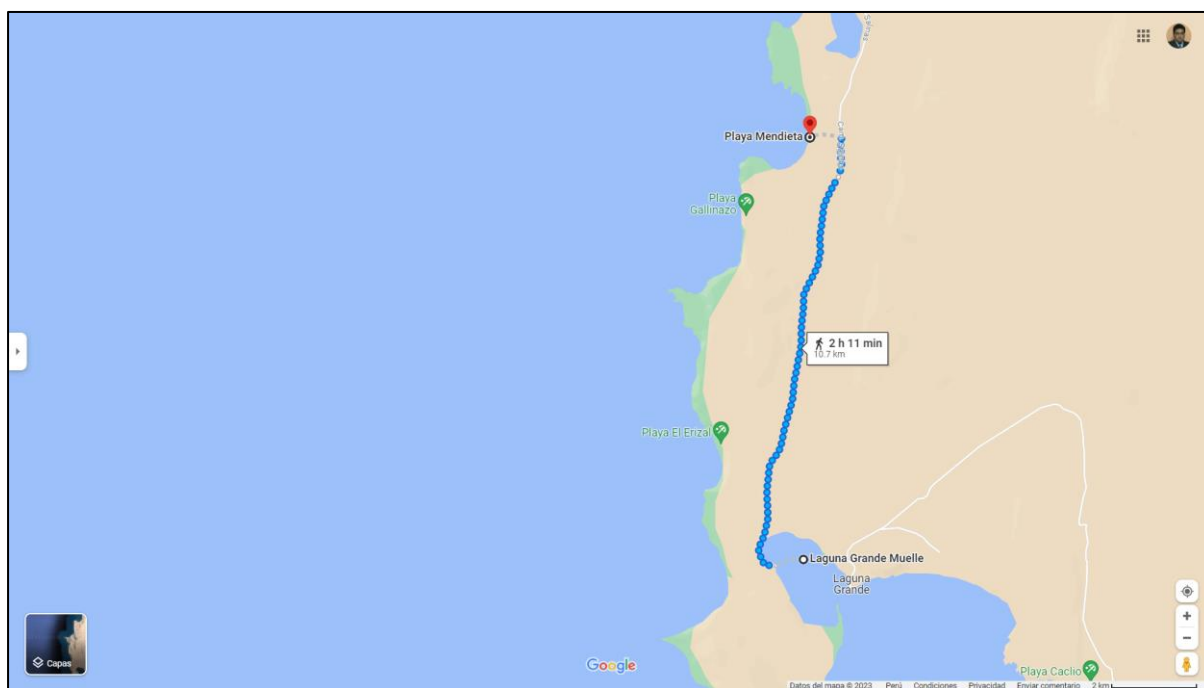 Salinas
Playa Mendieta
Playa
Gallinazo
2 h 11 min
10.7 km
Playa El Erizal
Laguna Grande Muelle
Laguna
Grande
Capas
Google
Playa Caclio
Datos del mapa © 2023 Perú Condiciones Privacidad Enviar comentario 2 km